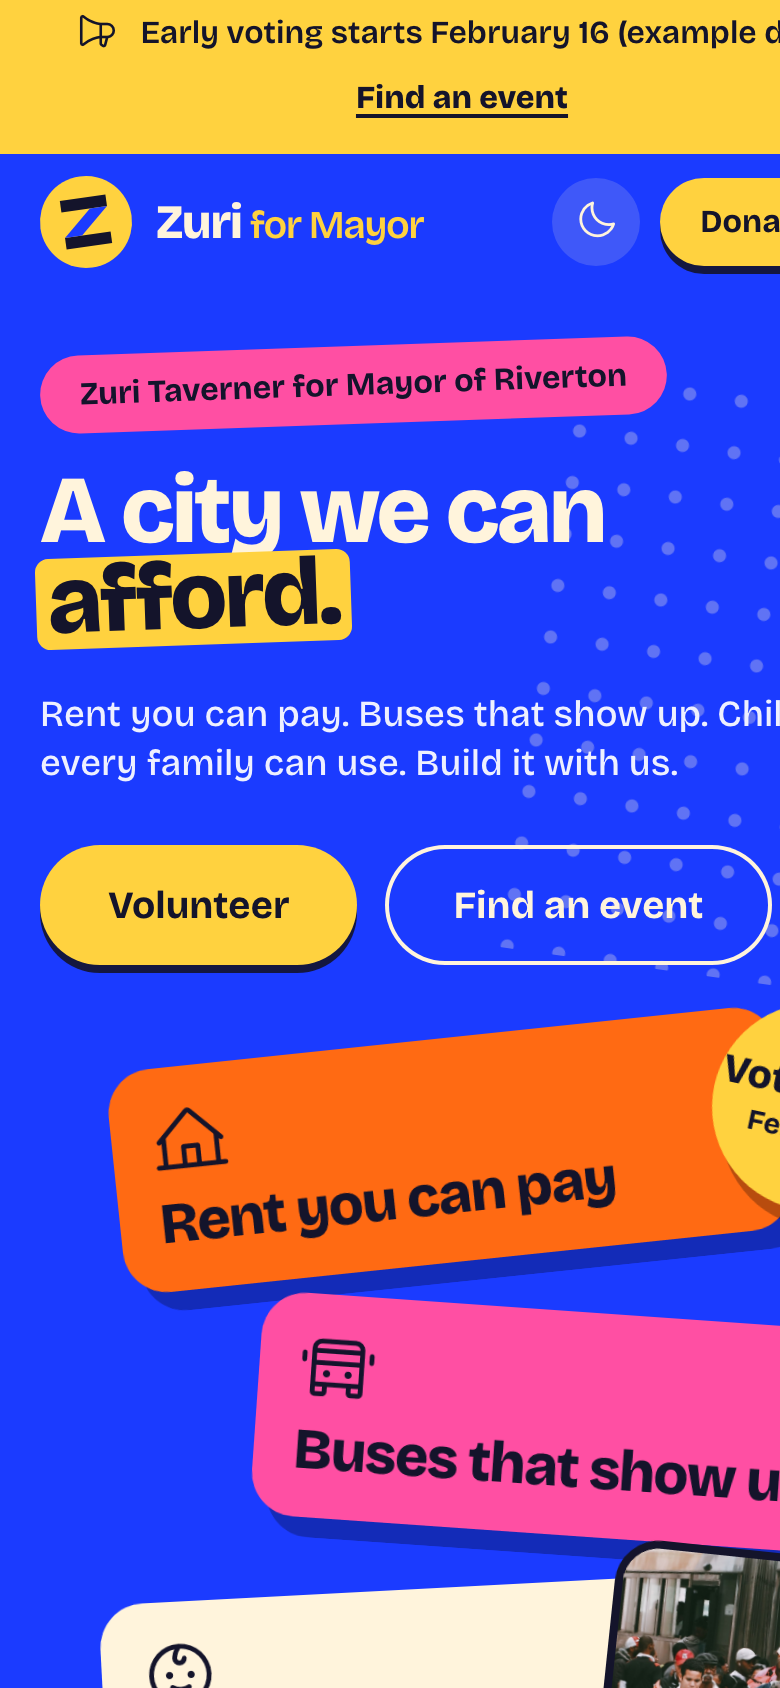 Early voting starts February 16 (example d
Find an event
Z
Zuri for Mayor
Dona
Zuri Taverner for Mayor of Riverton
A city we can
afford.
Rent you can pay. Buses that show up. Chil
every family can use. Build it with us.
Volunteer
Find an event
Vot
Fe
Rent you can pay
Buses that show u